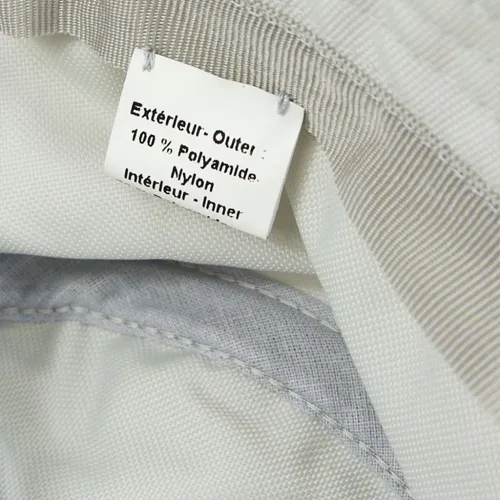 Extérieur- Outer :
100 % Polyamide
Nylon
Intérieur - Inner